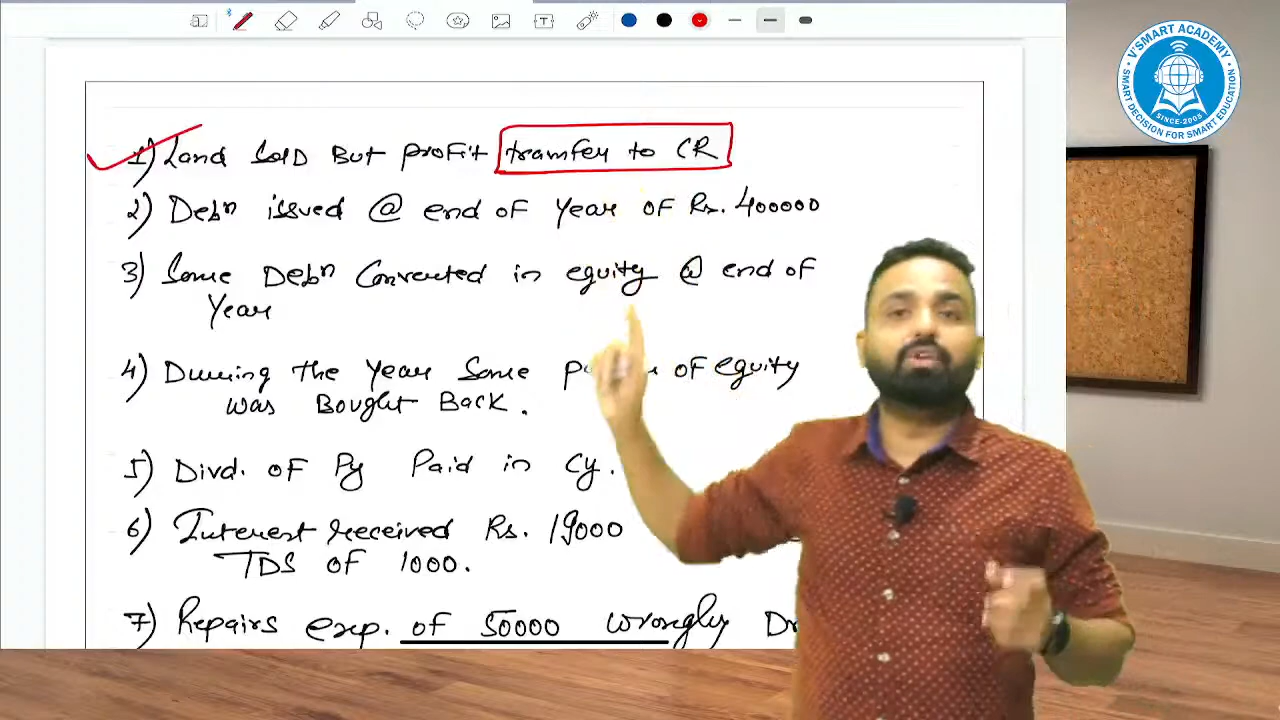 V'SMART ACADEMY
SMART DECISION FOR SMART EDUCATION
SINCE-2005
1) Land Sold But profit transfer to CR
2) Debⁿ issued @ end of year of Rs. 400000
3) Some Debⁿ Converted in equity @ end of
Year
4) During the year Some of equity
was Bought Back.
5) Divd. of Py Paid in Cy.
6) Interest received Rs. 19000
TDS of 1000.
7) Repairs exp. of 50000 wrongly